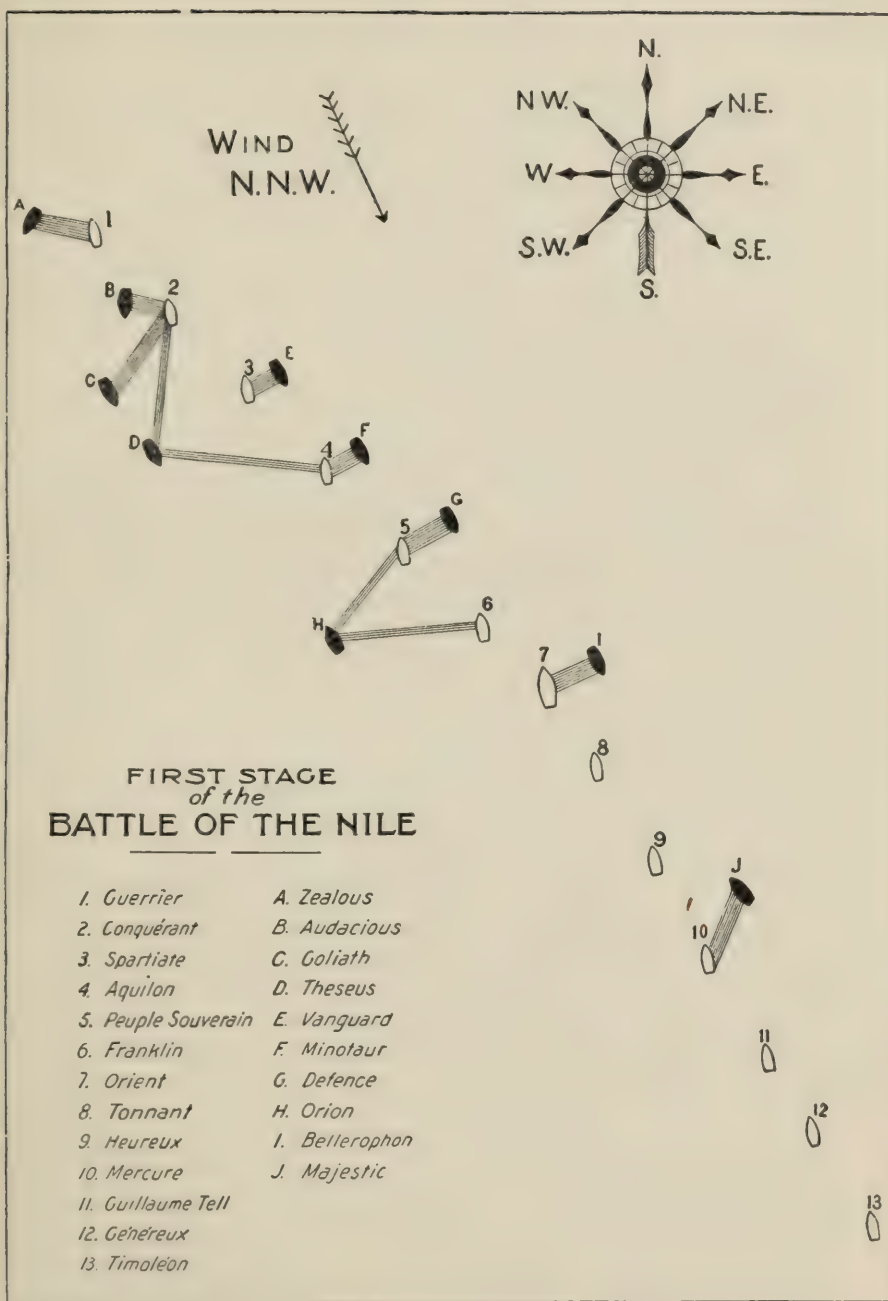 N.
N W.
N.E.
WIND
N.N.W.
W
E.
S.W.
S.E.
S.
A
1
B
2
C
3
E
D
4
F
5
G
H
6
7
I
8
9
J
10
11
12
13
FIRST STAGE
of the
BATTLE OF THE NILE
1. Guerrier
2. Conquérant
3. Spartiate
4. Aquilon
5. Peuple Souverain
6. Franklin
7. Orient
8. Tonnant
9. Heureux
10. Mercure
11. Guillaume Tell
12. Généreux
13. Timoléon
A. Zealous
B. Audacious
C. Goliath
D. Theseus
E. Vanguard
F. Minotaur
G. Defence
H. Orion
I. Bellerophon
J. Majestic